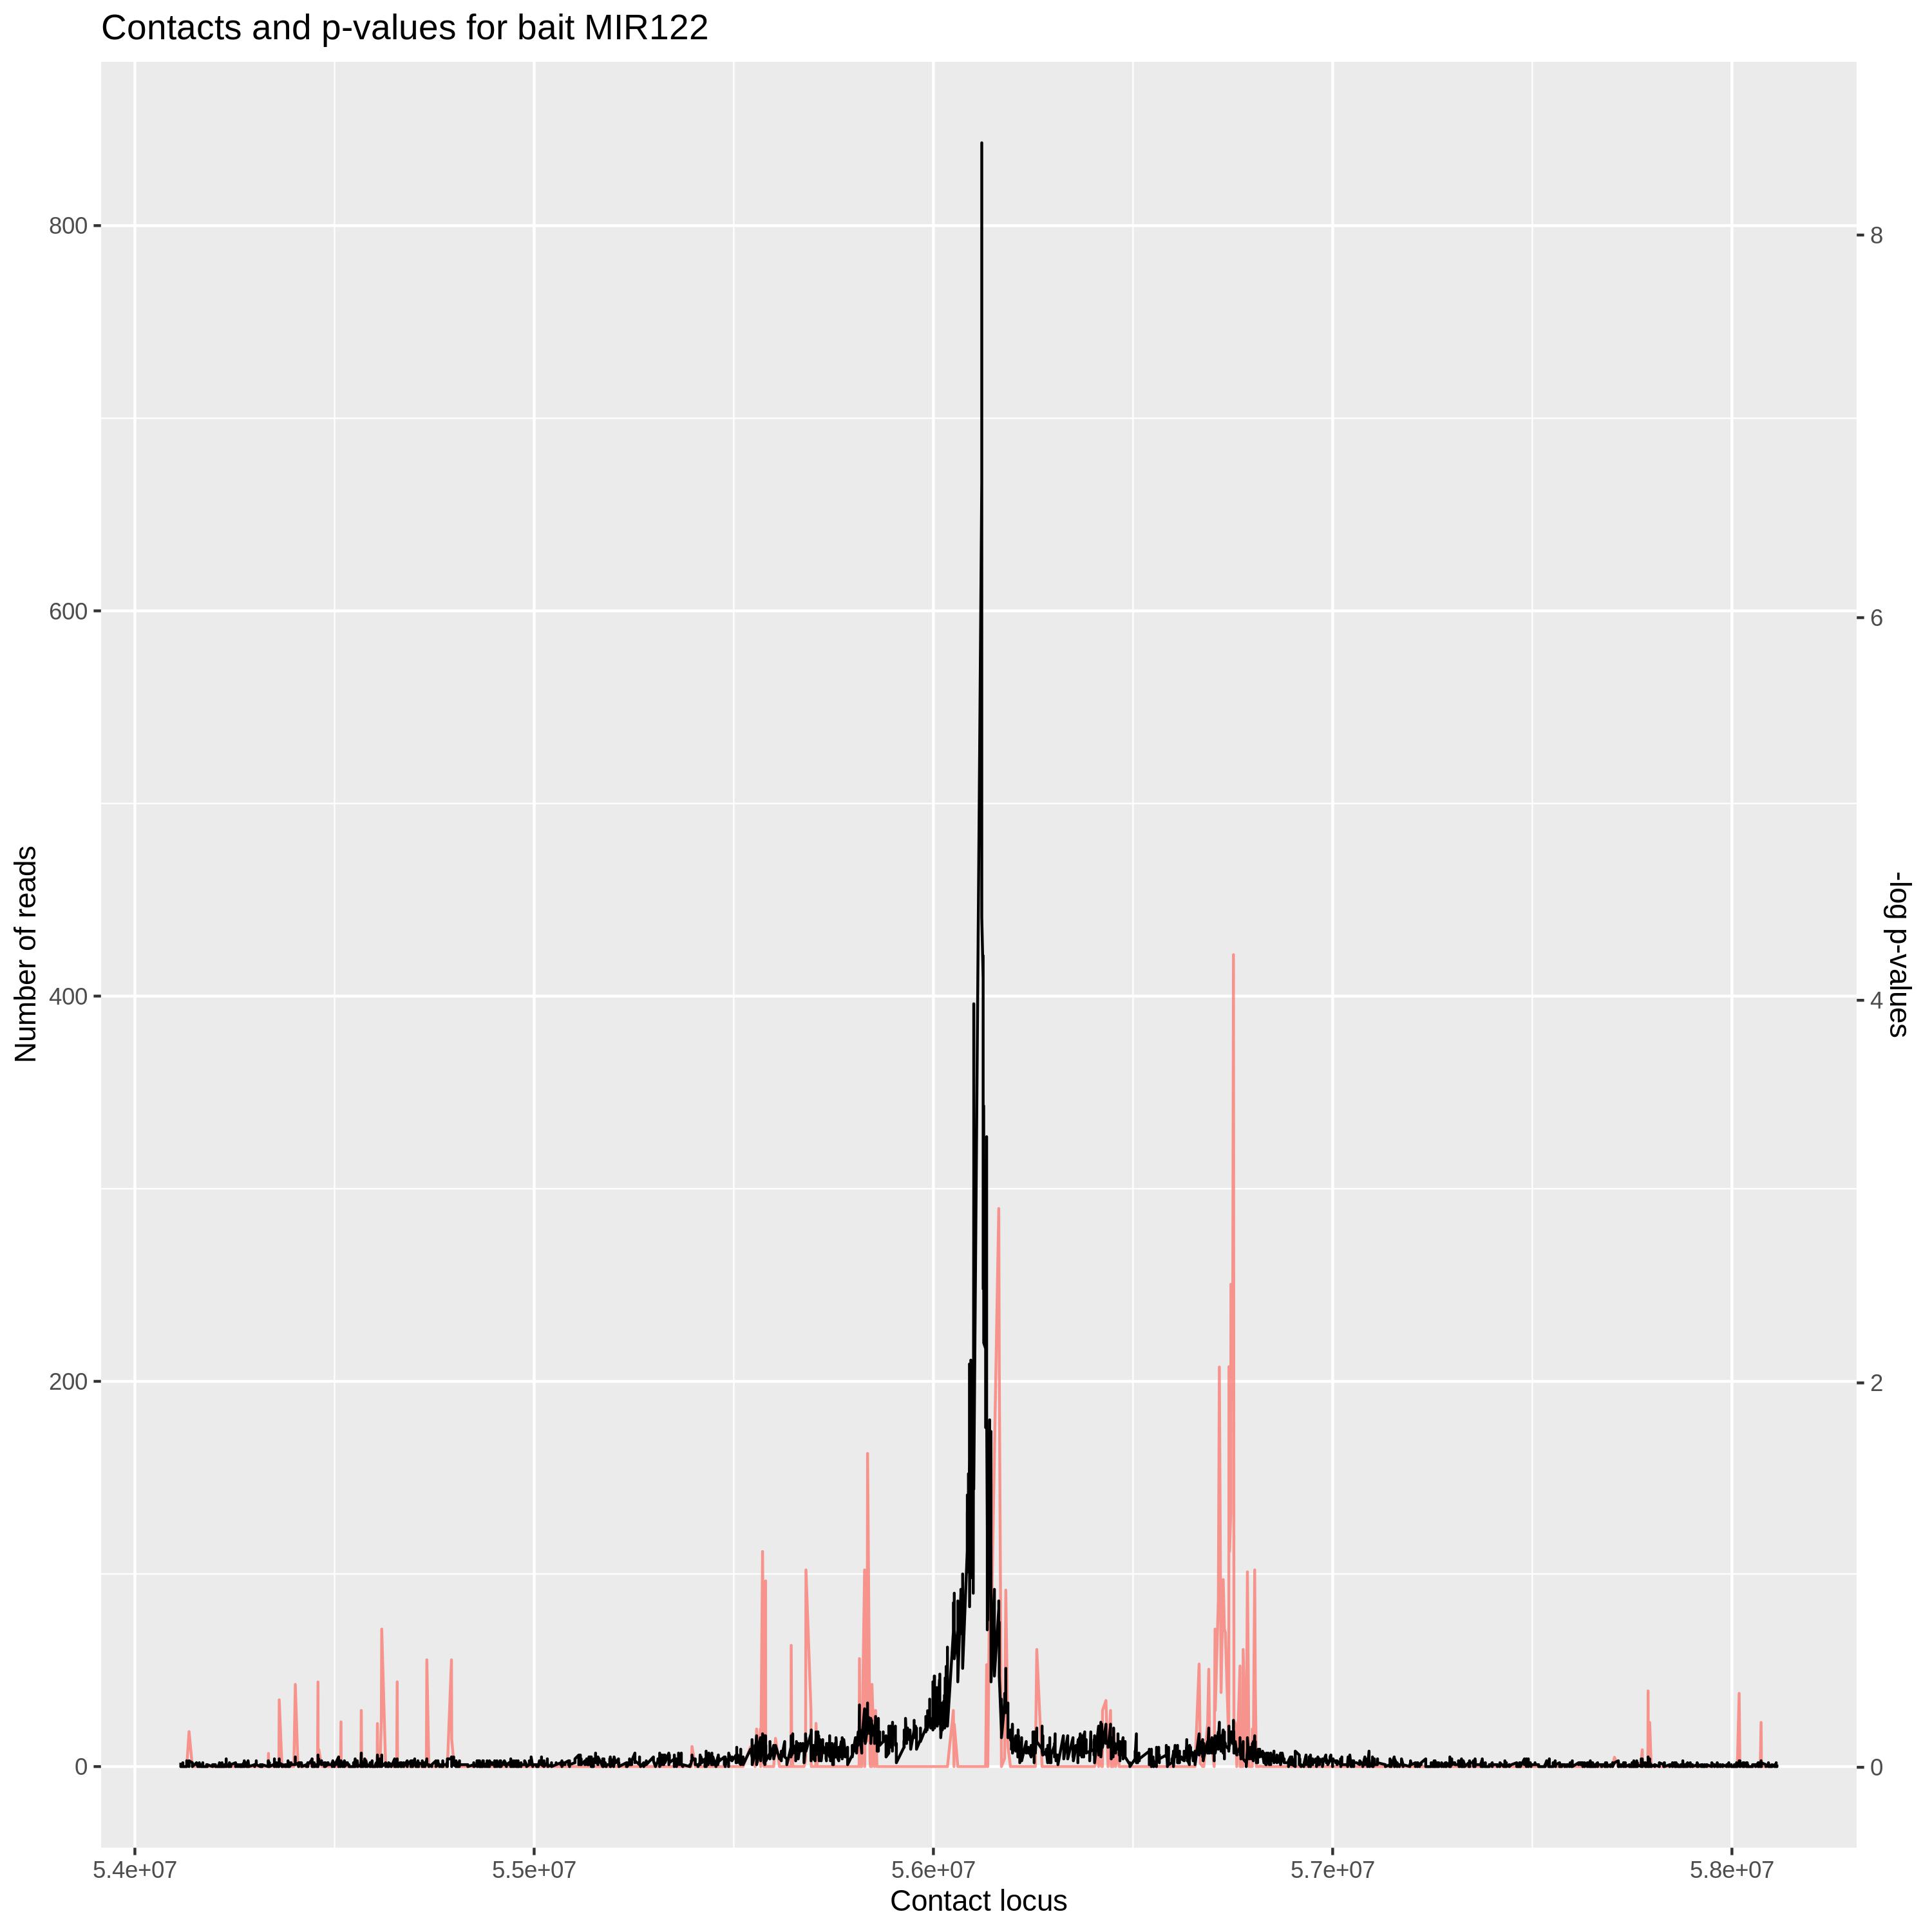 Contacts and p-values for bait MIR122
800
600
400
200
0
Number of reads
8
6
4
2
0
-log p-values
5.4e+07
5.5e+07
5.6e+07
5.7e+07
5.8e+07
Contact locus